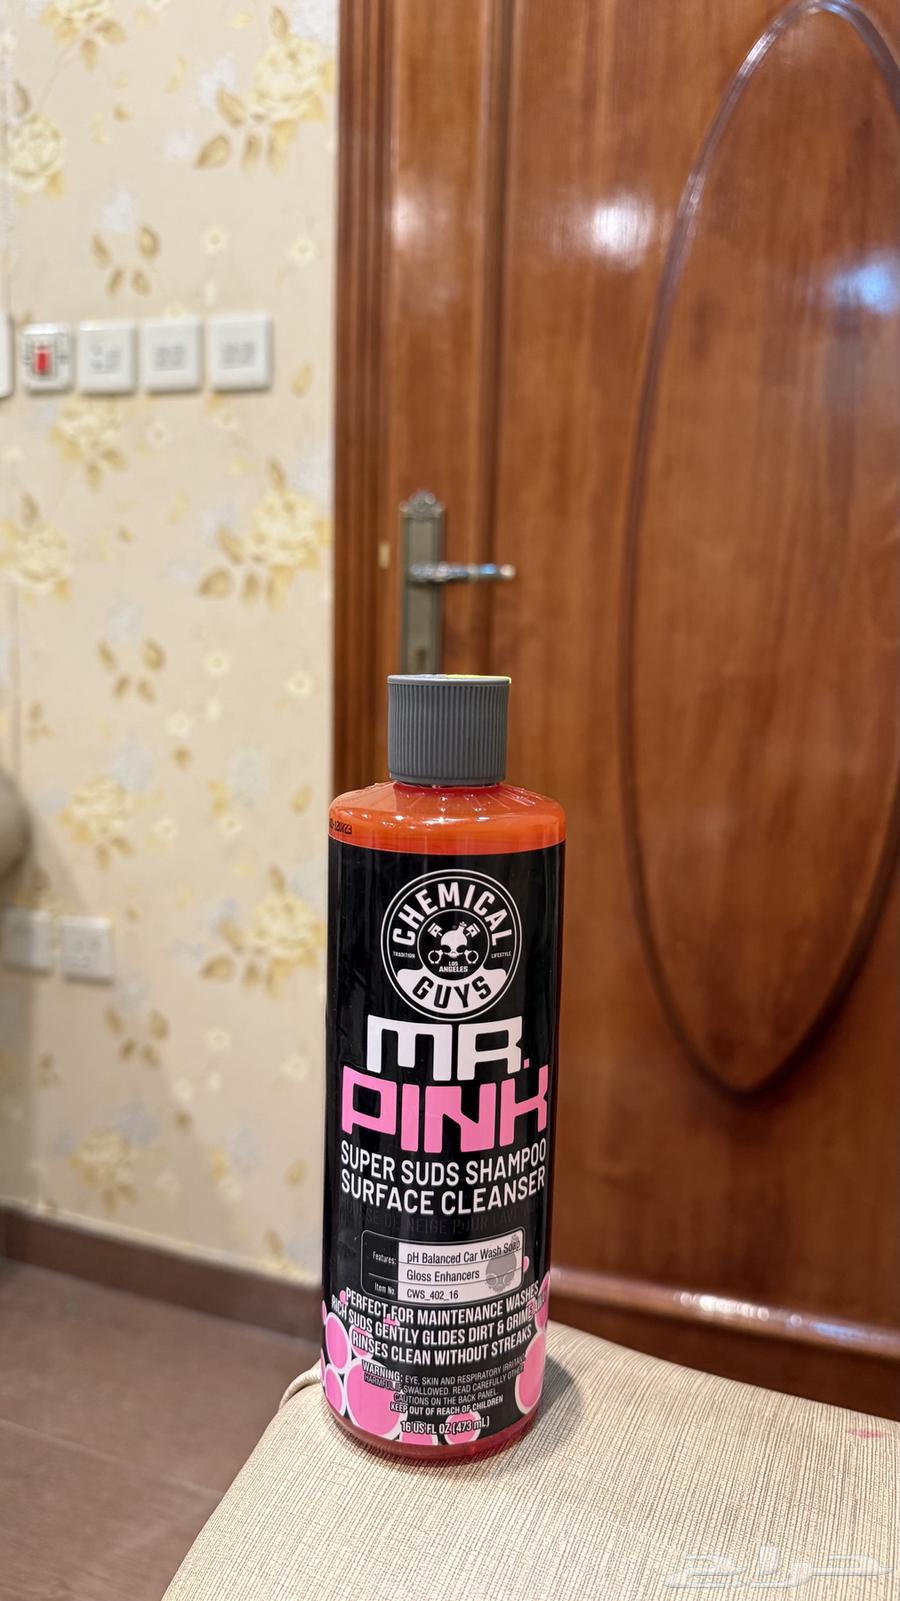 CHEMICAL
TRADITION
LIFESTYLE
LOS
ANGELES
GUYS
MR.
PINK
SUPER SUDS SHAMPOO
SURFACE CLEANSER
Features: pH Balanced Car Wash Soap
Gloss Enhancers
Item No. CWS_402_16
PERFECT FOR MAINTENANCE WASHES
RICH SUDS GENTLY GLIDES DIRT & GRIME
RINSES CLEAN WITHOUT STREAKS
WARNING: EYE, SKIN AND RESPIRATORY
HARMFUL IF SWALLOWED. READ CAREFULLY
CAUTIONS ON THE BACK PANEL.
KEEP OUT OF REACH OF CHILDREN
16 US FL OZ (473 mL)
حراج